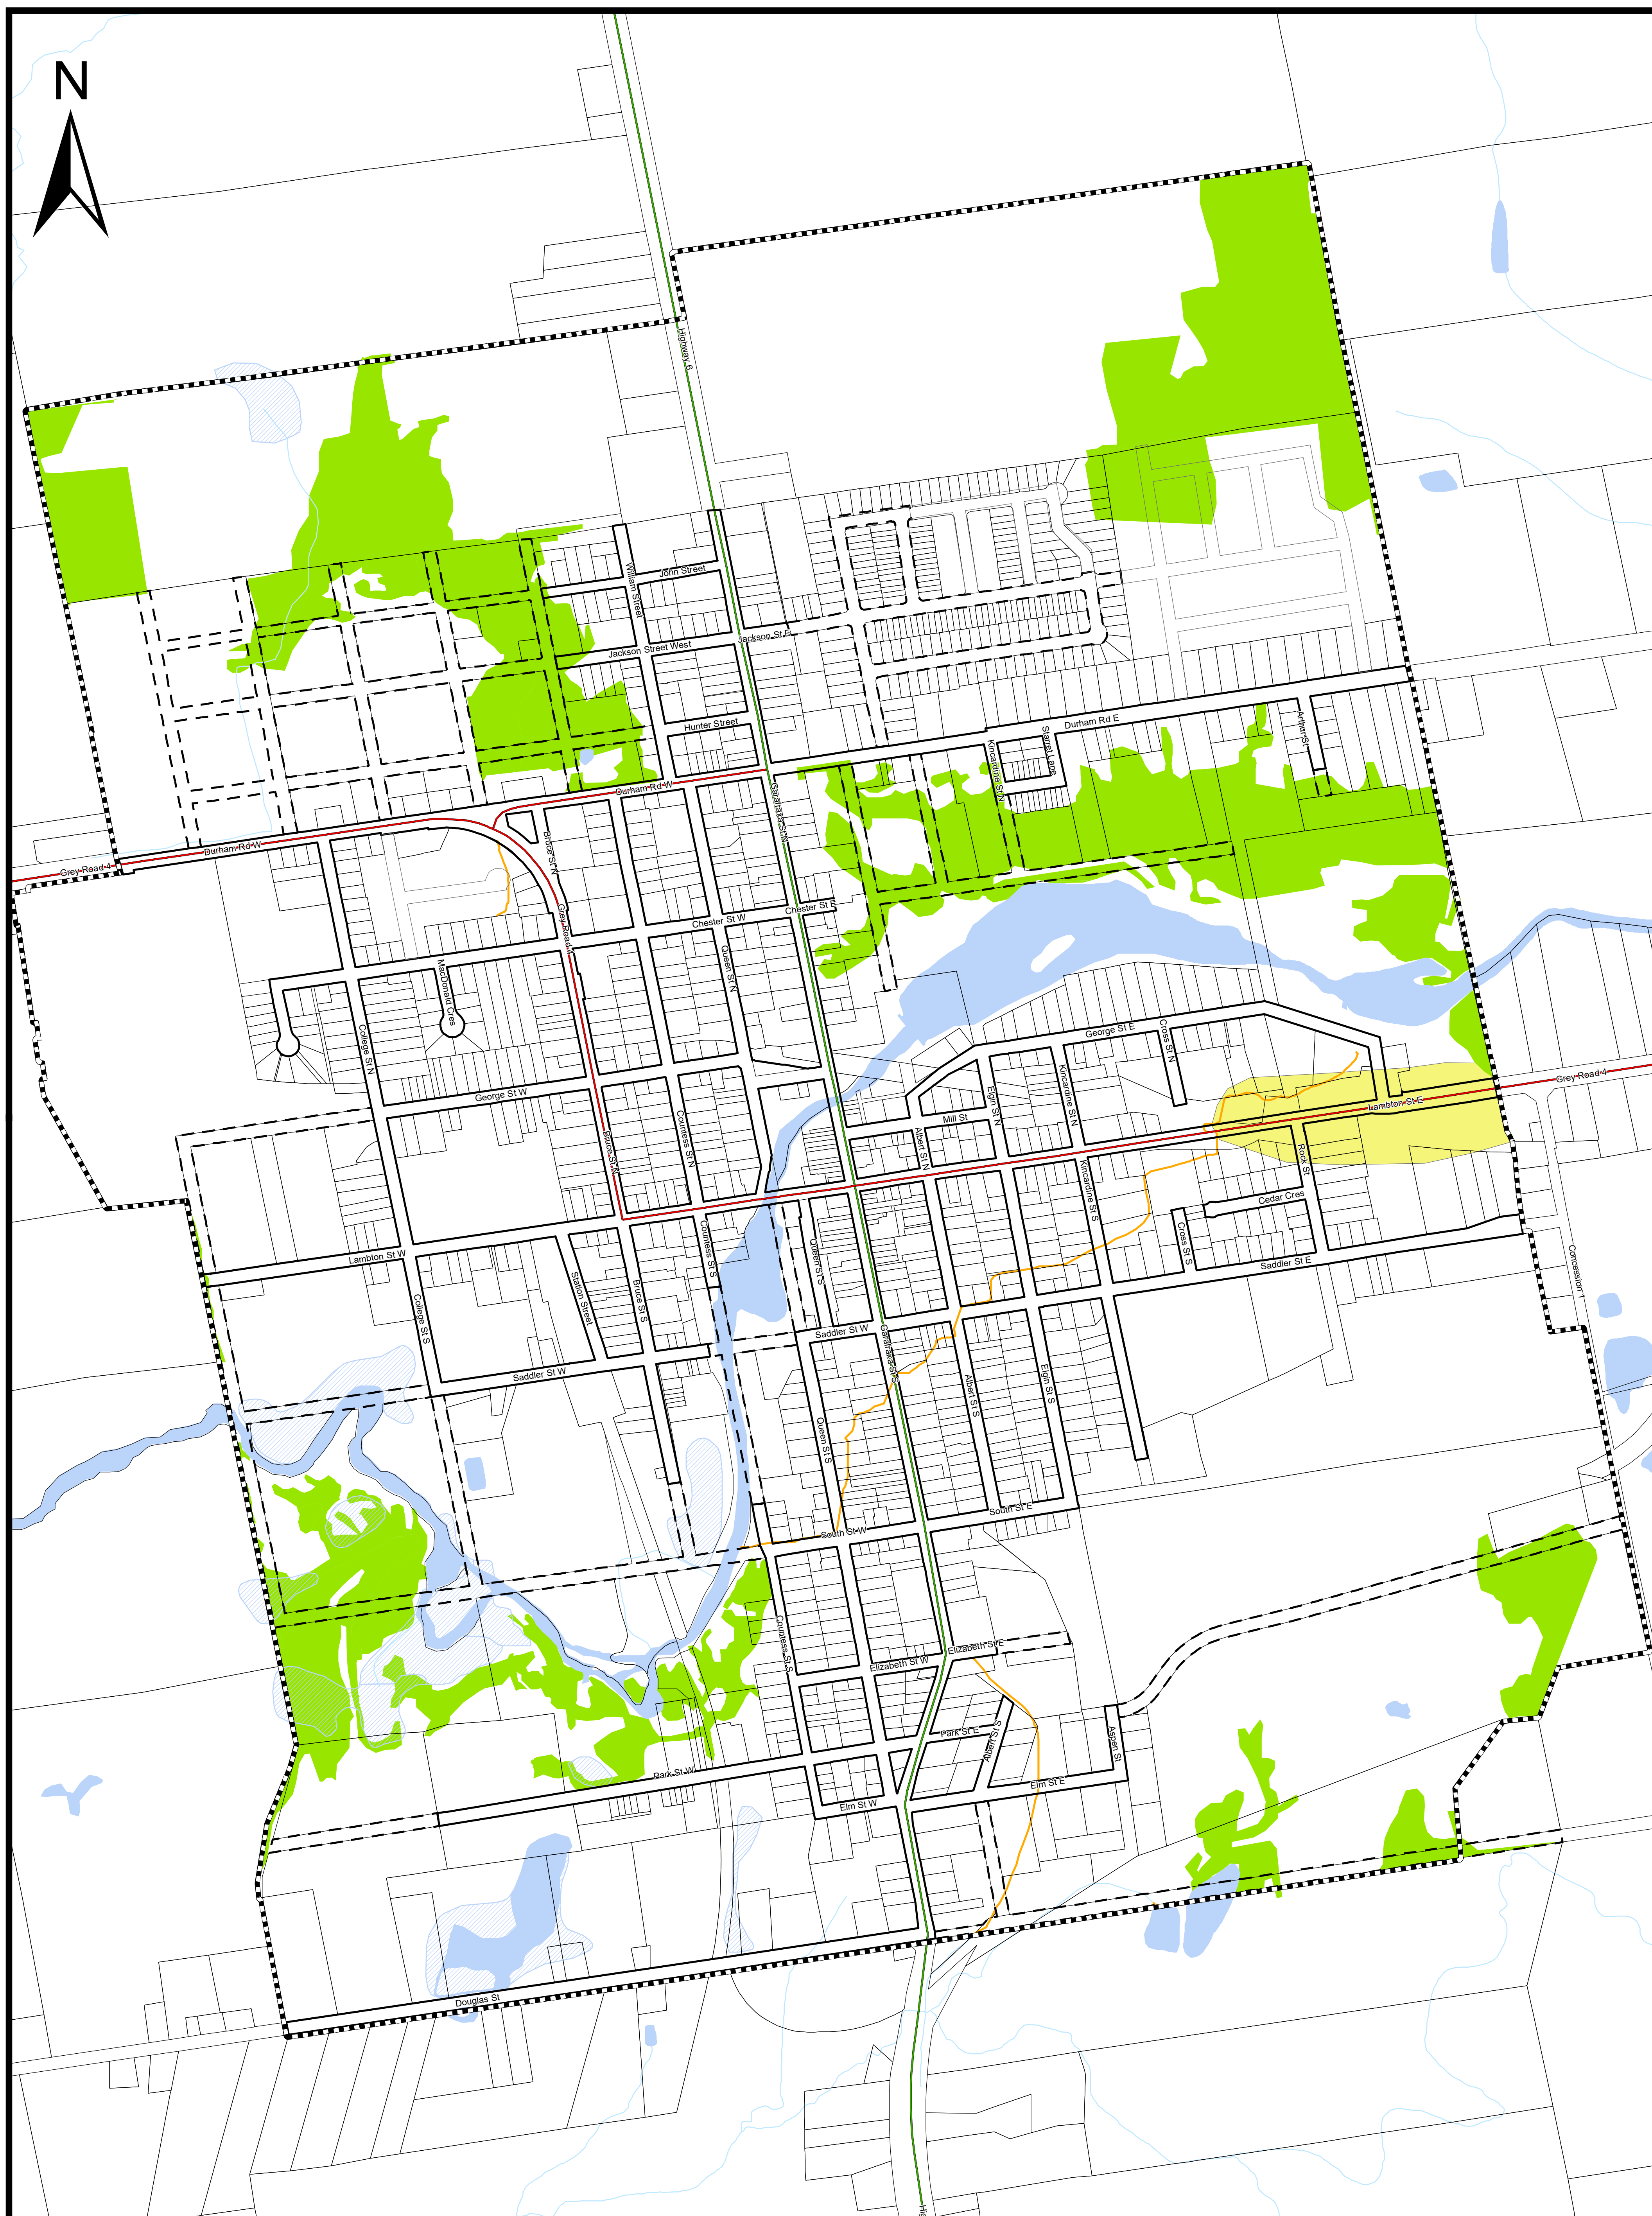 N
Highway 6
John Street
William Street
Jackson St E
Jackson Street West
Hunter Street
Durham Rd E
Arthur St
Starret Lane
Kincardine St N
Durham Rd W
Garafraxa St N
Durham Rd W
Bruce St N
Grey Road 4
Chester St E
Chester St W
Grey Road 4
Queen St N
MacDonald Cres
College St N
George St E
Cross St N
Grey Road 4
Kincardine St N
Elgin St N
George St W
Lambton St E
Mill St
Countess St N
Albert St N
Bruce St N
Rock St
Kincardine St S
Cedar Cres
Countess St S
Cross St S
Lambton St W
Queen St S
Saddler St E
Concession 1
Station Street
Bruce St S
College St S
Saddler St W
Garafraxa St S
Saddler St W
Albert St S
Elgin St S
Queen St S
South St E
South St W
Countess St S
Elizabeth St E
Elizabeth St W
Park St E
Albert St S
Aspen St
Park St W
Elm St E
Elm St W
Douglas St